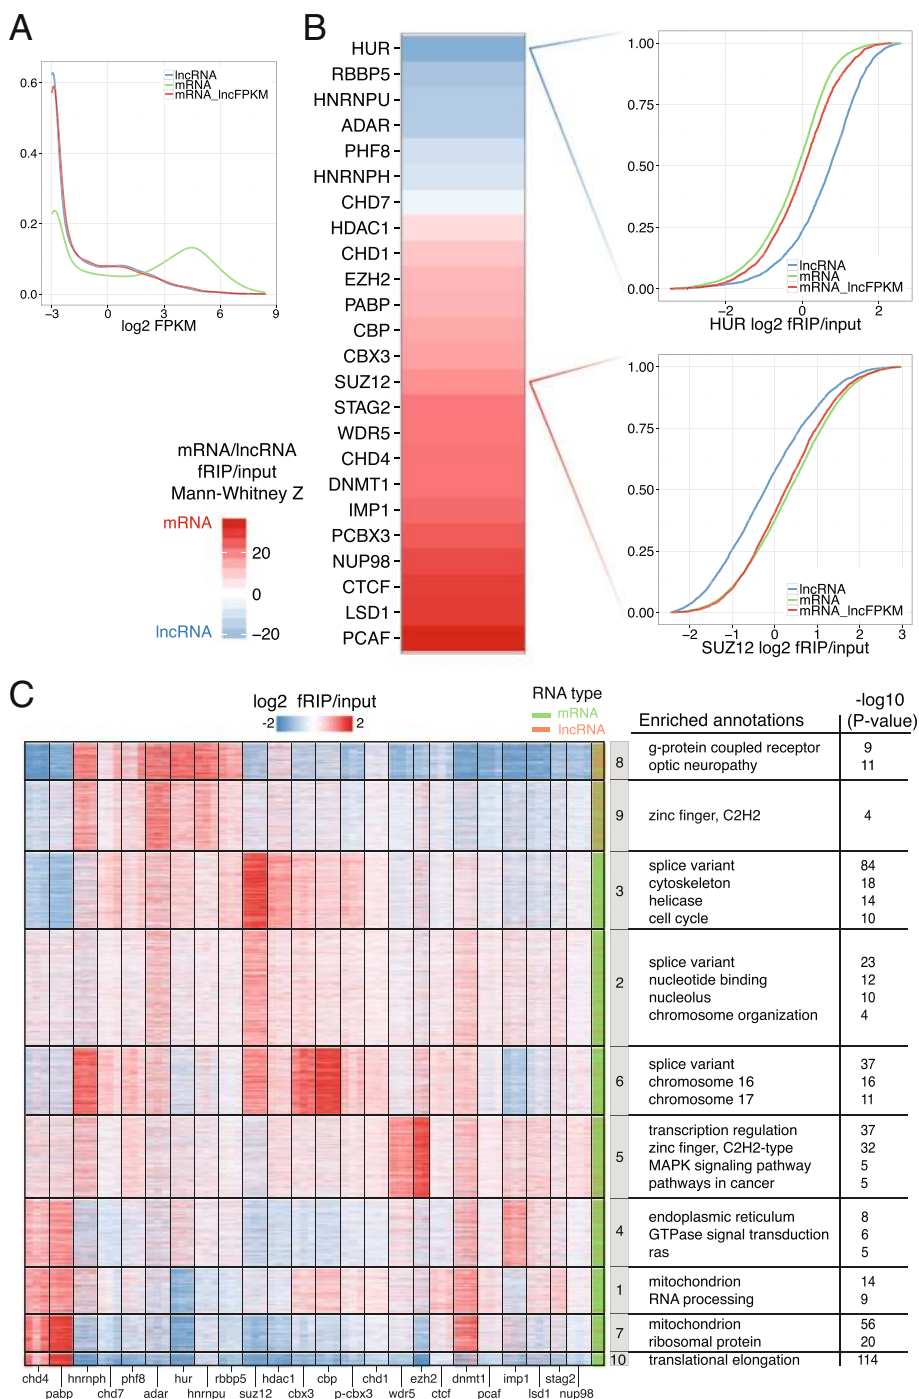 A
0.6
0.4
0.2
0.0
lncRNA
mRNA
mRNA_lncFPKM
−3
0
3
6
9
log2 FPKM
B
HUR
RBBP5
HNRNPU
ADAR
PHF8
HNRNPH
CHD7
HDAC1
CHD1
EZH2
PABP
CBP
CBX3
SUZ12
STAG2
WDR5
CHD4
DNMT1
IMP1
PCBX3
NUP98
CTCF
LSD1
PCAF
mRNA/lncRNA
fRIP/input
Mann-Whitney Z
mRNA
20
0
lncRNA
−20
1.00
0.75
0.50
0.25
0.00
lncRNA
mRNA
mRNA_lncFPKM
−2
0
2
HUR log2 fRIP/input
1.00
0.75
0.50
0.25
0.00
lncRNA
mRNA
mRNA_lncFPKM
−2
−1
0
1
2
3
SUZ12 log2 fRIP/input
C
log2 fRIP/input
-2
2
RNA type
mRNA
lncRNA
Enriched annotations
-log10
(P-value)
8
g-protein coupled receptor 9
optic neuropathy 11
9
zinc finger, C2H2 4
3
splice variant 84
cytoskeleton 18
helicase 14
cell cycle 10
2
splice variant 23
nucleotide binding 12
nucleolus 10
chromosome organization 4
6
splice variant 37
chromosome 16 16
chromosome 17 11
5
transcription regulation 37
zinc finger, C2H2-type 32
MAPK signaling pathway 5
pathways in cancer 5
4
endoplasmic reticulum 8
GTPase signal transduction 6
ras 5
1
mitochondrion 14
RNA processing 9
7
mitochondrion 56
ribosomal protein 20
10
translational elongation 114
chd4 hnrnph phf8 hur rbbp5 hdac1 cbp chd1 ezh2 dnmt1 imp1 stag2
pabp chd7 adar hnrnpu suz12 cbx3 p-cbx3 wdr5 ctcf pcaf lsd1 nup98